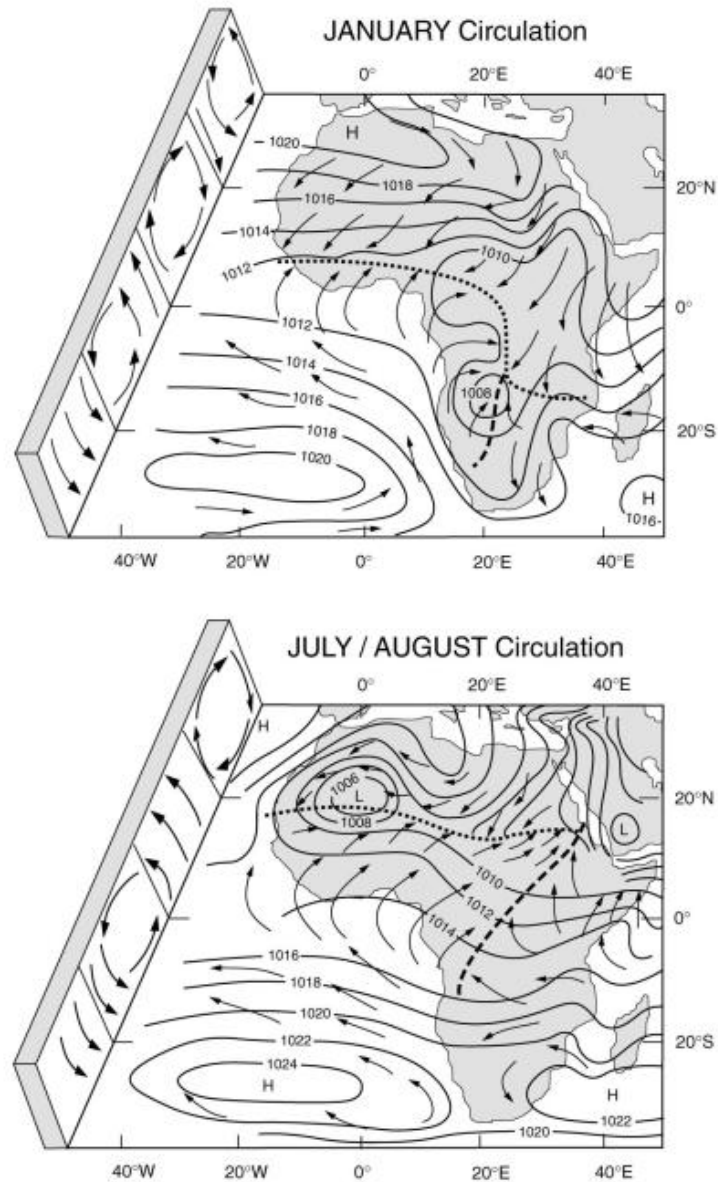 JANUARY Circulation
0° 20°E 40°E
H
1020
1018
1016
1014
1012
1010
20°N
0°
1012
1014
1016
1018
1020
1008
20°S
H
1016
40°W 20°W 0° 20°E 40°E
JULY / AUGUST Circulation
0° 20°E 40°E
H
1006
L
1008
L
20°N
1010
1012
1014
0°
1016
1018
1020
1022
1024
H
20°S
H
1022
1020
40°W 20°W 0° 20°E 40°E